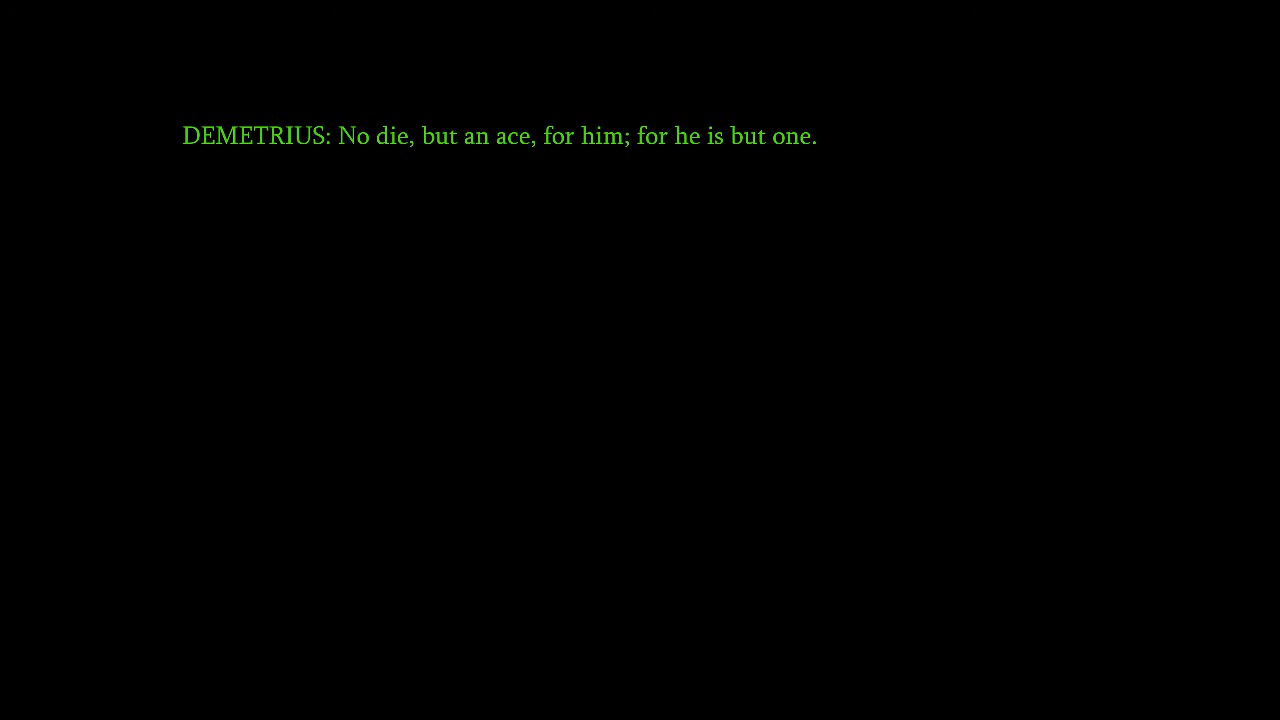 DEMETRIUS: No die, but an ace, for him; for he is but one.